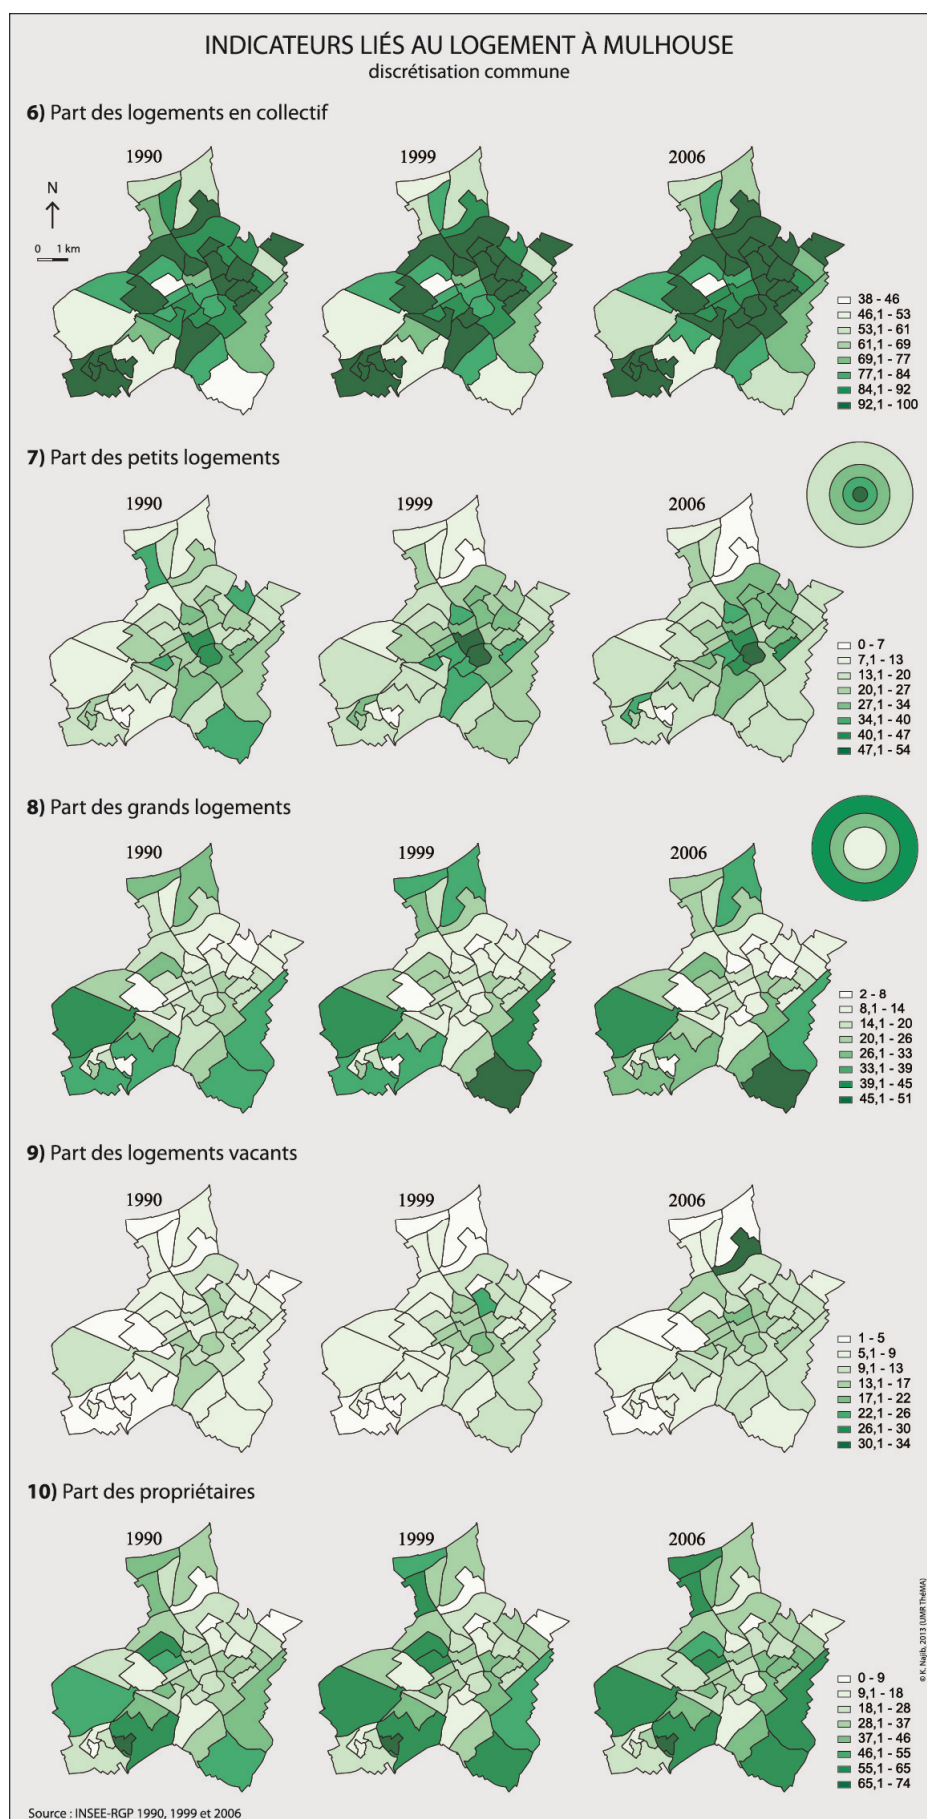 INDICATEURS LIÉS AU LOGEMENT À MULHOUSE
discrétisation commune
6) Part des logements en collectif
1990
1999
2006
N
0 1 km
38 - 46
46,1 - 53
53,1 - 61
61,1 - 69
69,1 - 77
77,1 - 84
84,1 - 92
92,1 - 100
7) Part des petits logements
1990
1999
2006
0 - 7
7,1 - 13
13,1 - 20
20,1 - 27
27,1 - 34
34,1 - 40
40,1 - 47
47,1 - 54
8) Part des grands logements
1990
1999
2006
2 - 8
8,1 - 14
14,1 - 20
20,1 - 26
26,1 - 33
33,1 - 39
39,1 - 45
45,1 - 51
9) Part des logements vacants
1990
1999
2006
1 - 5
5,1 - 9
9,1 - 13
13,1 - 17
17,1 - 22
22,1 - 26
26,1 - 30
30,1 - 34
10) Part des propriétaires
1990
1999
2006
0 - 9
9,1 - 18
18,1 - 28
28,1 - 37
37,1 - 46
46,1 - 55
55,1 - 65
65,1 - 74
© K. Najib, 2013 (UMR ThéMA)
Source : INSEE-RGP 1990, 1999 et 2006